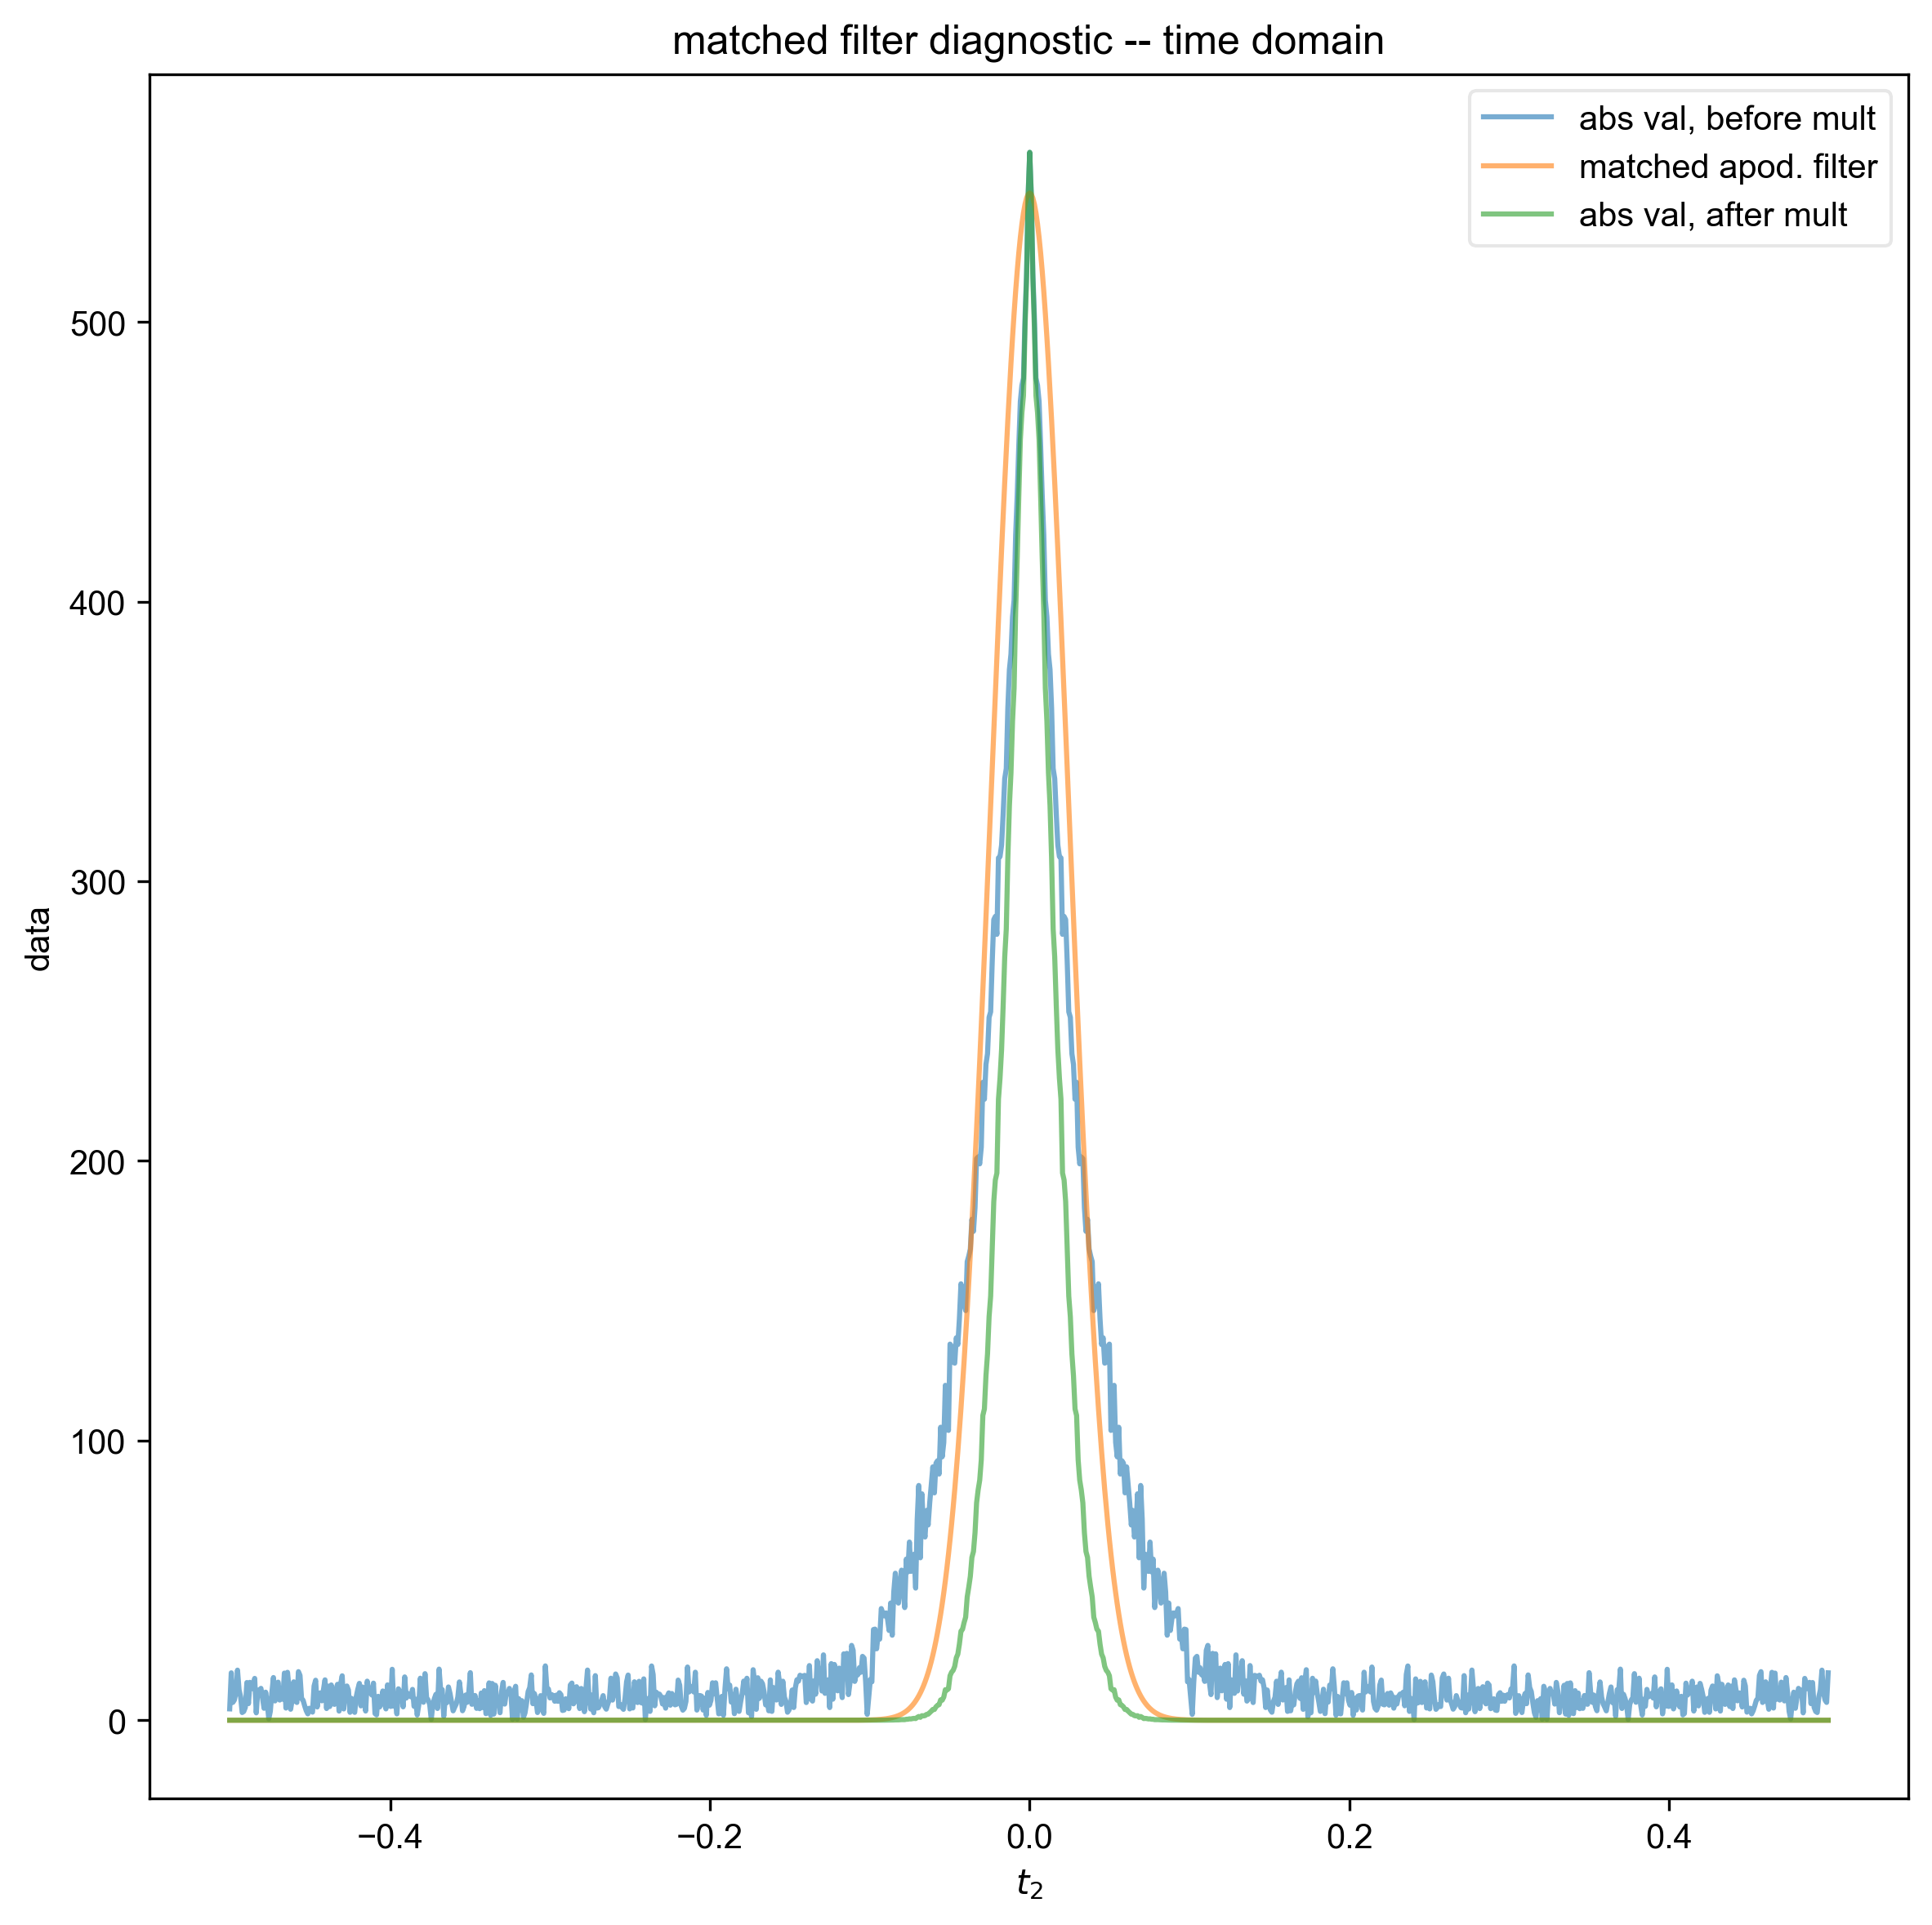 matched filter diagnostic -- time domain
abs val, before mult
matched apod. filter
abs val, after mult
500
400
300
200
100
0
data
−0.4
−0.2
0.0
0.2
0.4
t₂